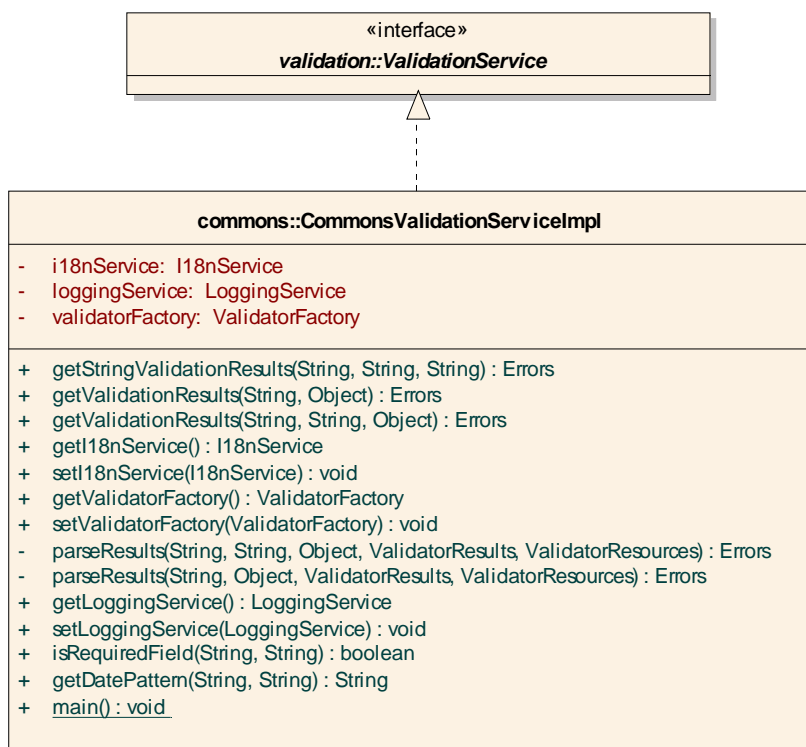 «interface»
validation::ValidationService
commons::CommonsValidationServiceImpl
- i18nService: I18nService
- loggingService: LoggingService
- validatorFactory: ValidatorFactory
+ getStringValidationResults(String, String, String) : Errors
+ getValidationResults(String, Object) : Errors
+ getValidationResults(String, String, Object) : Errors
+ getI18nService() : I18nService
+ setI18nService(I18nService) : void
+ getValidatorFactory() : ValidatorFactory
+ setValidatorFactory(ValidatorFactory) : void
- parseResults(String, String, Object, ValidatorResults, ValidatorResources) : Errors
- parseResults(String, Object, ValidatorResults, ValidatorResources) : Errors
+ getLoggingService() : LoggingService
+ setLoggingService(LoggingService) : void
+ isRequiredField(String, String) : boolean
+ getDatePattern(String, String) : String
+ main() : void